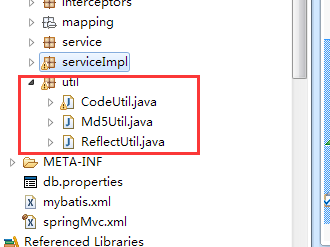 interceptors
mapping
service
serviceImpl
util
CodeUtil.java
Md5Util.java
ReflectUtil.java
META-INF
db.properties
mybatis.xml
springMvc.xml
Referenced Libraries